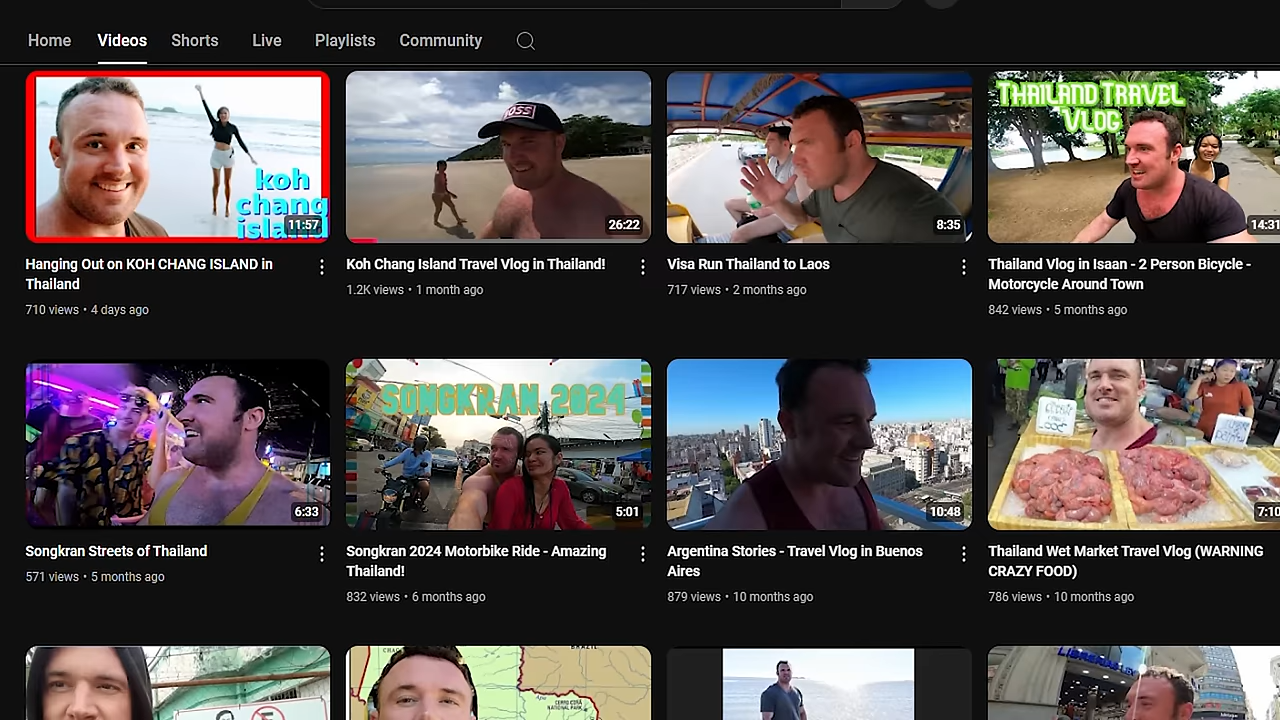 Home Videos Shorts Live Playlists Community
koh
chang
island
11:57
BOSS
26:22
8:35
THAILAND TRAVEL
VLOG
14:31
Hanging Out on KOH CHANG ISLAND in
Thailand
710 views • 4 days ago
Koh Chang Island Travel Vlog in Thailand!
1.2K views • 1 month ago
Visa Run Thailand to Laos
717 views • 2 months ago
Thailand Vlog in Isaan - 2 Person Bicycle -
Motorcycle Around Town
842 views • 5 months ago
6:33
SONGKRAN 2024
5:01
10:48
7:10
Songkran Streets of Thailand
571 views • 5 months ago
Songkran 2024 Motorbike Ride - Amazing
Thailand!
832 views • 6 months ago
Argentina Stories - Travel Vlog in Buenos
Aires
879 views • 10 months ago
Thailand Wet Market Travel Vlog (WARNING
CRAZY FOOD)
786 views • 10 months ago
BRAZIL
CERRO CORÁ
NATIONAL PARK